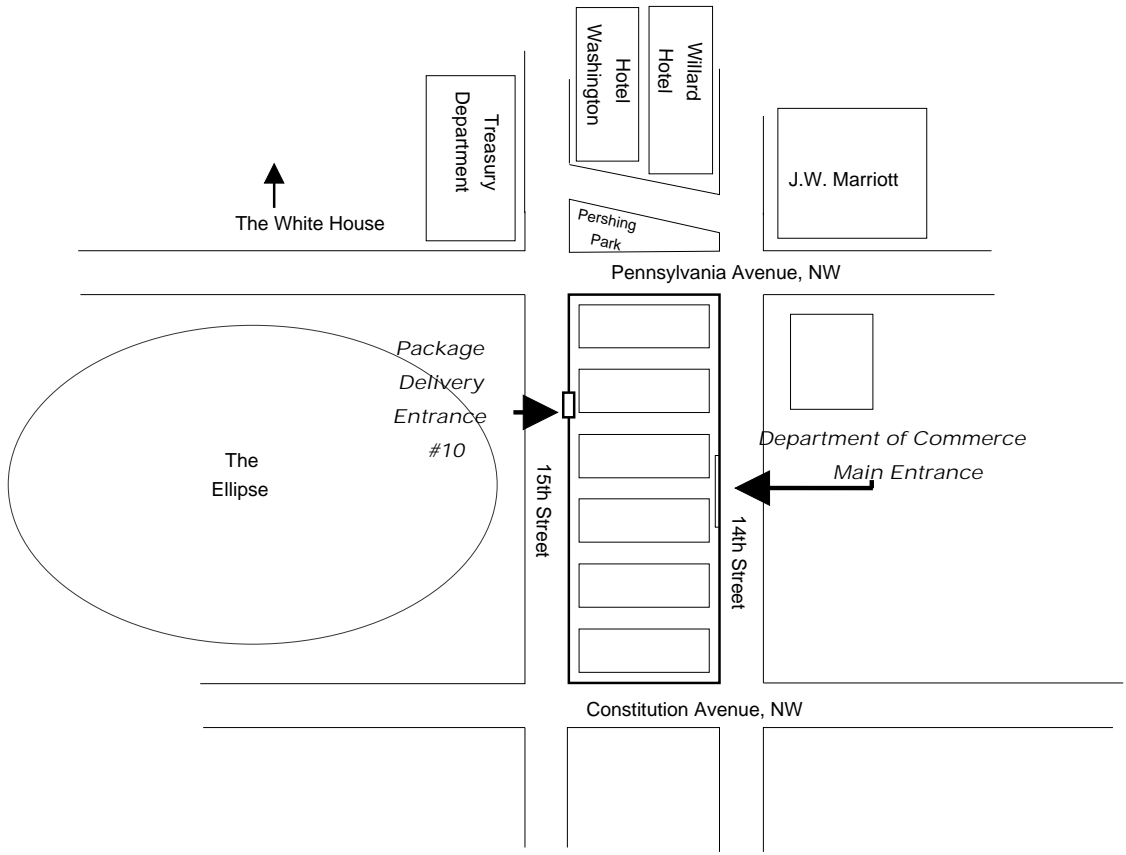 Hotel
Washington
Willard
Hotel
Treasury
Department
J.W. Marriott
The White House
Pershing
Park
Pennsylvania Avenue, NW
Package
Delivery
Entrance
#10
Department of Commerce
Main Entrance
The
Ellipse
15th Street
14th Street
Constitution Avenue, NW